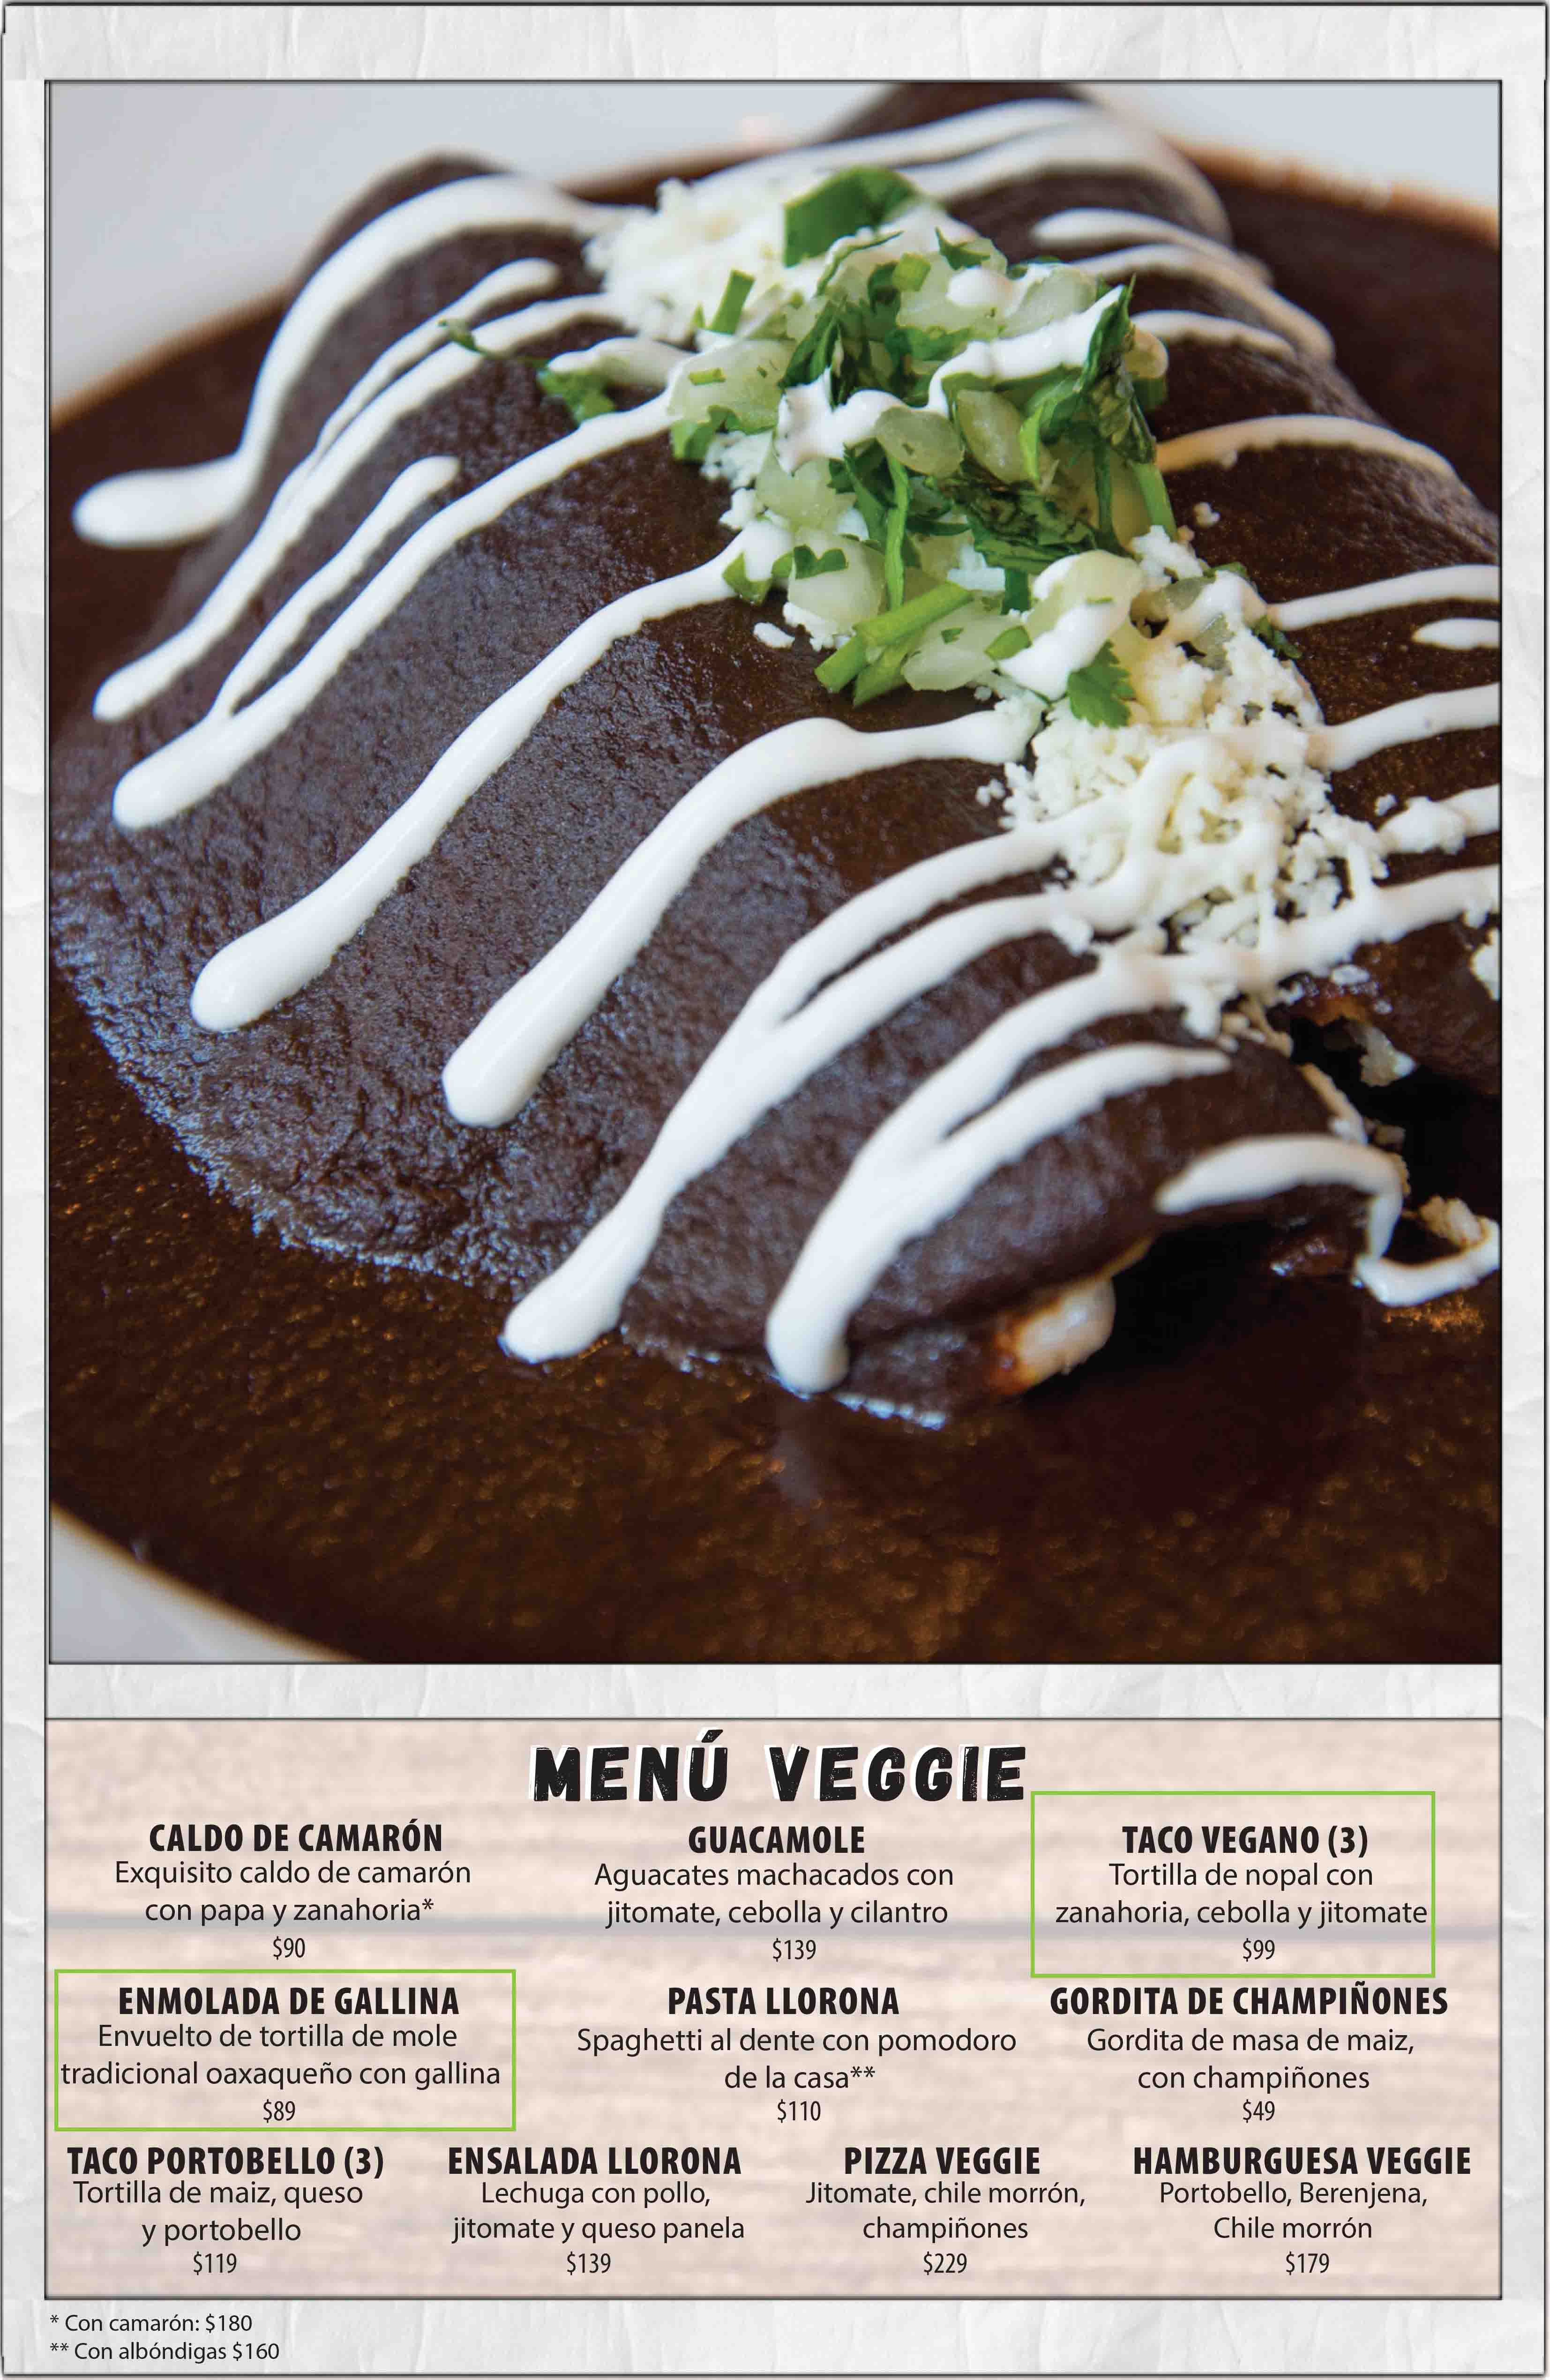 MENÚ VEGGIE
CALDO DE CAMARÓN
Exquisito caldo de camarón
con papa y zanahoria*
$90
GUACAMOLE
Aguacates machacados con
jitomate, cebolla y cilantro
$139
TACO VEGANO (3)
Tortilla de nopal con
zanahoria, cebolla y jitomate
$99
ENMOLADA DE GALLINA
Envuelto de tortilla de mole
tradicional oaxaqueño con gallina
$89
PASTA LLORONA
Spaghetti al dente con pomodoro
de la casa**
$110
GORDITA DE CHAMPIÑONES
Gordita de masa de maiz,
con champiñones
$49
TACO PORTOBELLO (3)
Tortilla de maiz, queso
y portobello
$119
ENSALADA LLORONA
Lechuga con pollo,
jitomate y queso panela
$139
PIZZA VEGGIE
Jitomate, chile morrón,
champiñones
$229
HAMBURGUESA VEGGIE
Portobello, Berenjena,
Chile morrón
$179
* Con camarón: $180
** Con albóndigas $160